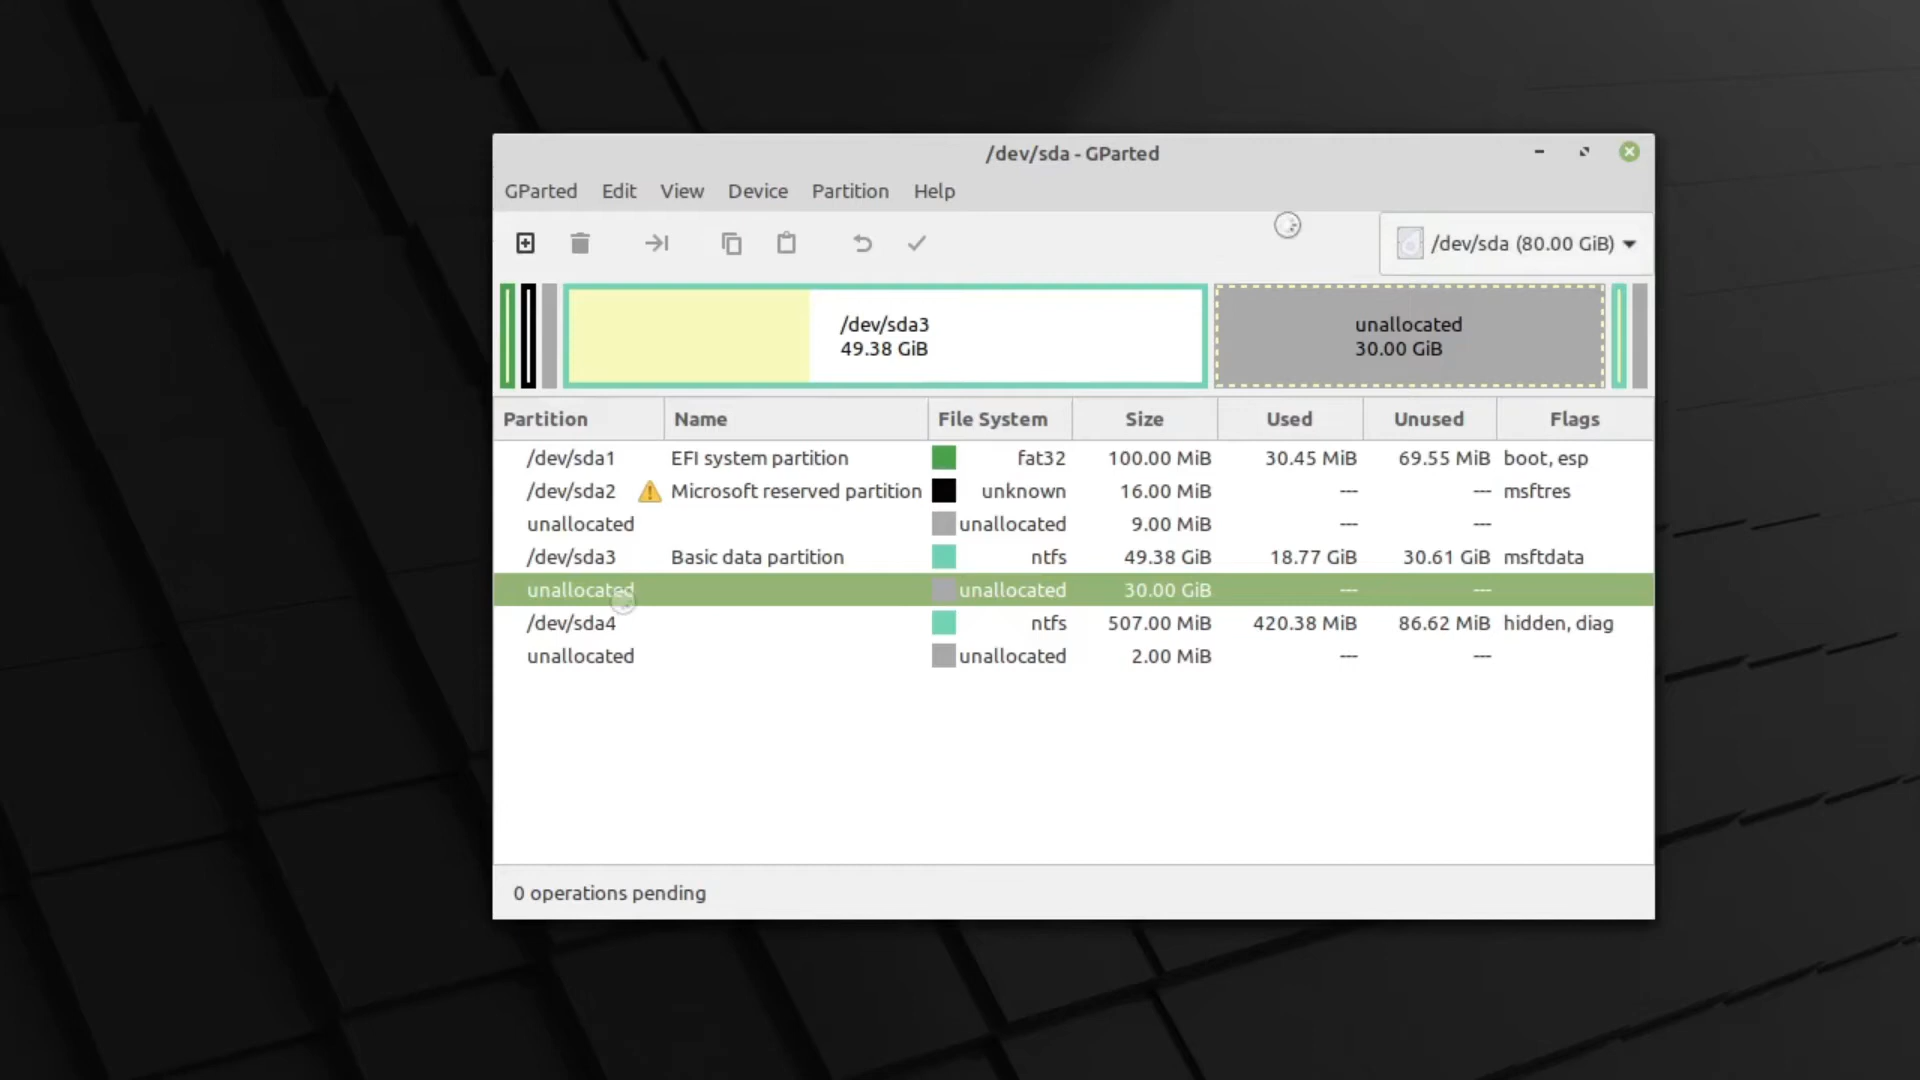 /dev/sda - GParted
GParted Edit View Device Partition Help
/dev/sda (80.00 GiB)
/dev/sda3
49.38 GiB
unallocated
30.00 GiB
Partition Name File System Size Used Unused Flags
/dev/sda1 EFI system partition fat32 100.00 MiB 30.45 MiB 69.55 MiB boot, esp
/dev/sda2 Microsoft reserved partition unknown 16.00 MiB --- --- msftres
unallocated unallocated 9.00 MiB --- ---
/dev/sda3 Basic data partition ntfs 49.38 GiB 18.77 GiB 30.61 GiB msftdata
unallocated unallocated 30.00 GiB --- ---
/dev/sda4 ntfs 507.00 MiB 420.38 MiB 86.62 MiB hidden, diag
unallocated unallocated 2.00 MiB --- ---
0 operations pending